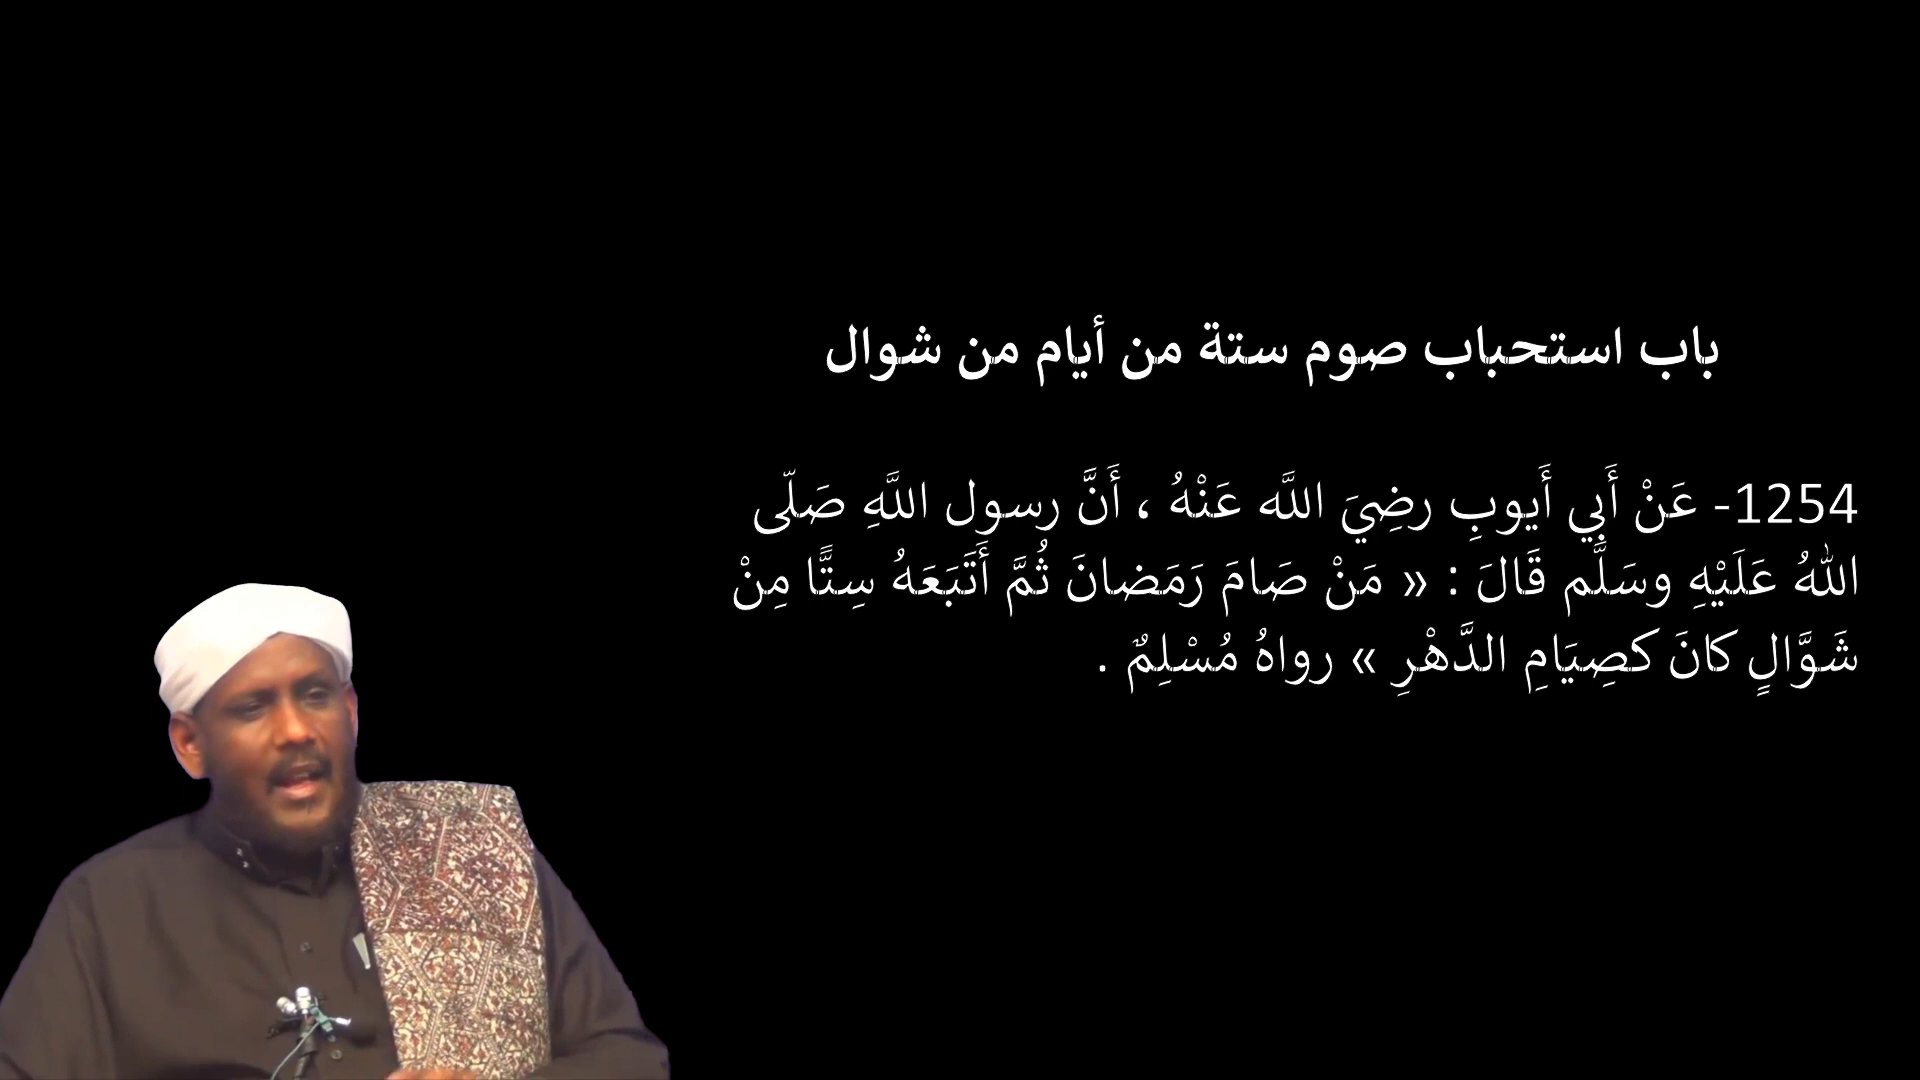 باب استحباب صوم ستة من أيام من شوال
1254- عَنْ أَبي أَيوبِ رضِيَ اللَّه عَنْهُ ، أَنَّ رسول اللَّهِ صَلّى
اللهُ عَلَيْهِ وسَلَّم قَالَ : « مَنْ صَامَ رَمَضانَ ثُمَّ أَتَبَعَهُ سِتًّا مِنْ
شَوَّالٍ كانَ كصِيَامِ الدَّهْرِ » رواهُ مُسْلِمٌ .